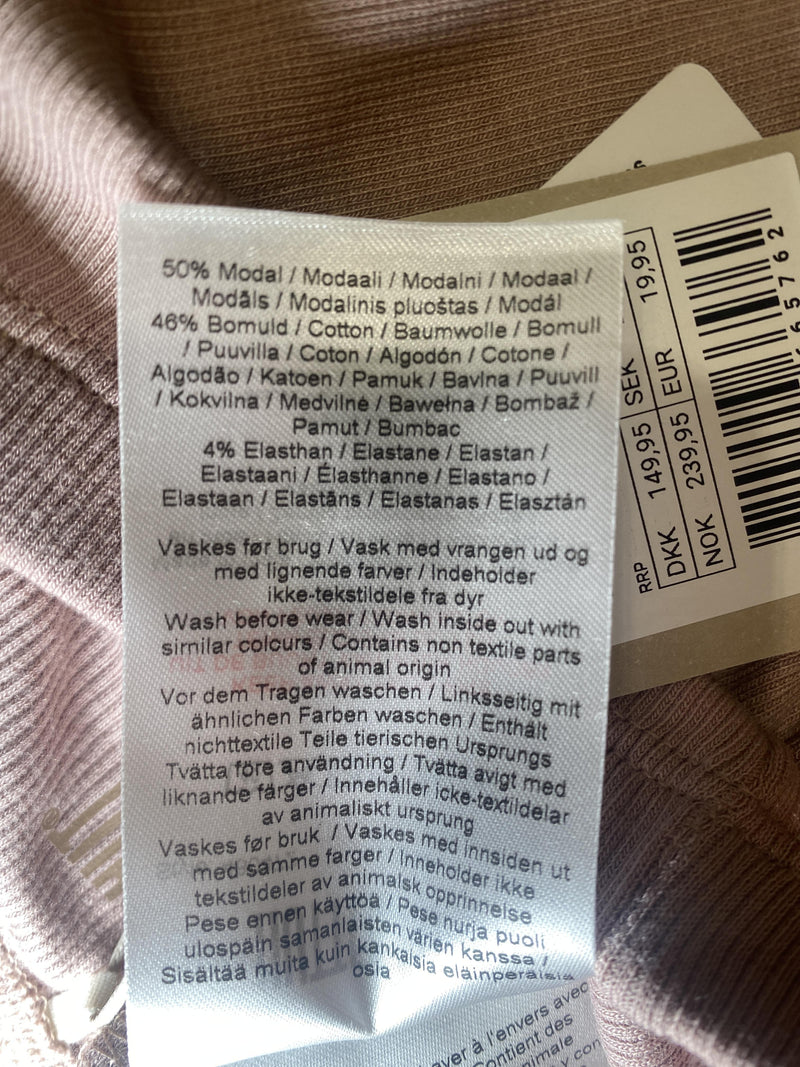 50% Modal / Modaali / Modalni / Modaal /
Modāls / Modalinis pluoštas / Modál
46% Bomuld / Cotton / Baumwolle / Bomull
/ Puuvilla / Coton / Algodón / Cotone /
Algodão / Katoen / Pamuk / Bavlna / Puuvill
/ Kokvilna / Medvilnė / Bawełna / Bombaž /
Pamut / Bumbac
4% Elasthan / Elastane / Elastan /
Elastaani / Élasthanne / Elastano /
Elastaan / Elastāns / Elastanas / Elasztán
Vaskes før brug / Vask med vrangen ud og
med lignende farver / Indeholder
ikke-tekstildele fra dyr
Wash before wear / Wash inside out with
similar colours / Contains non textile parts
of animal origin
Vor dem Tragen waschen / Linksseitig mit
ähnlichen Farben waschen / Enthält
nichttextile Teile tierischen Ursprungs
Tvätta före användning / Tvätta avigt med
liknande färger / Innehåller icke-textildelar
av animaliskt ursprung
Vaskes før bruk / Vaskes med innsiden ut
med samme farger / Inneholder ikke
tekstildeler av animalsk opprinnelse
Pese ennen käyttöä / Pese nurja puoli
ulospäin samanlaisten värien kanssa /
Sisältää muita kuin kankaisia eläinperäisiä
osia
à l'envers avec
des
RRP
DKK 149,95 SEK 19,95
NOK 239,95 EUR
65762